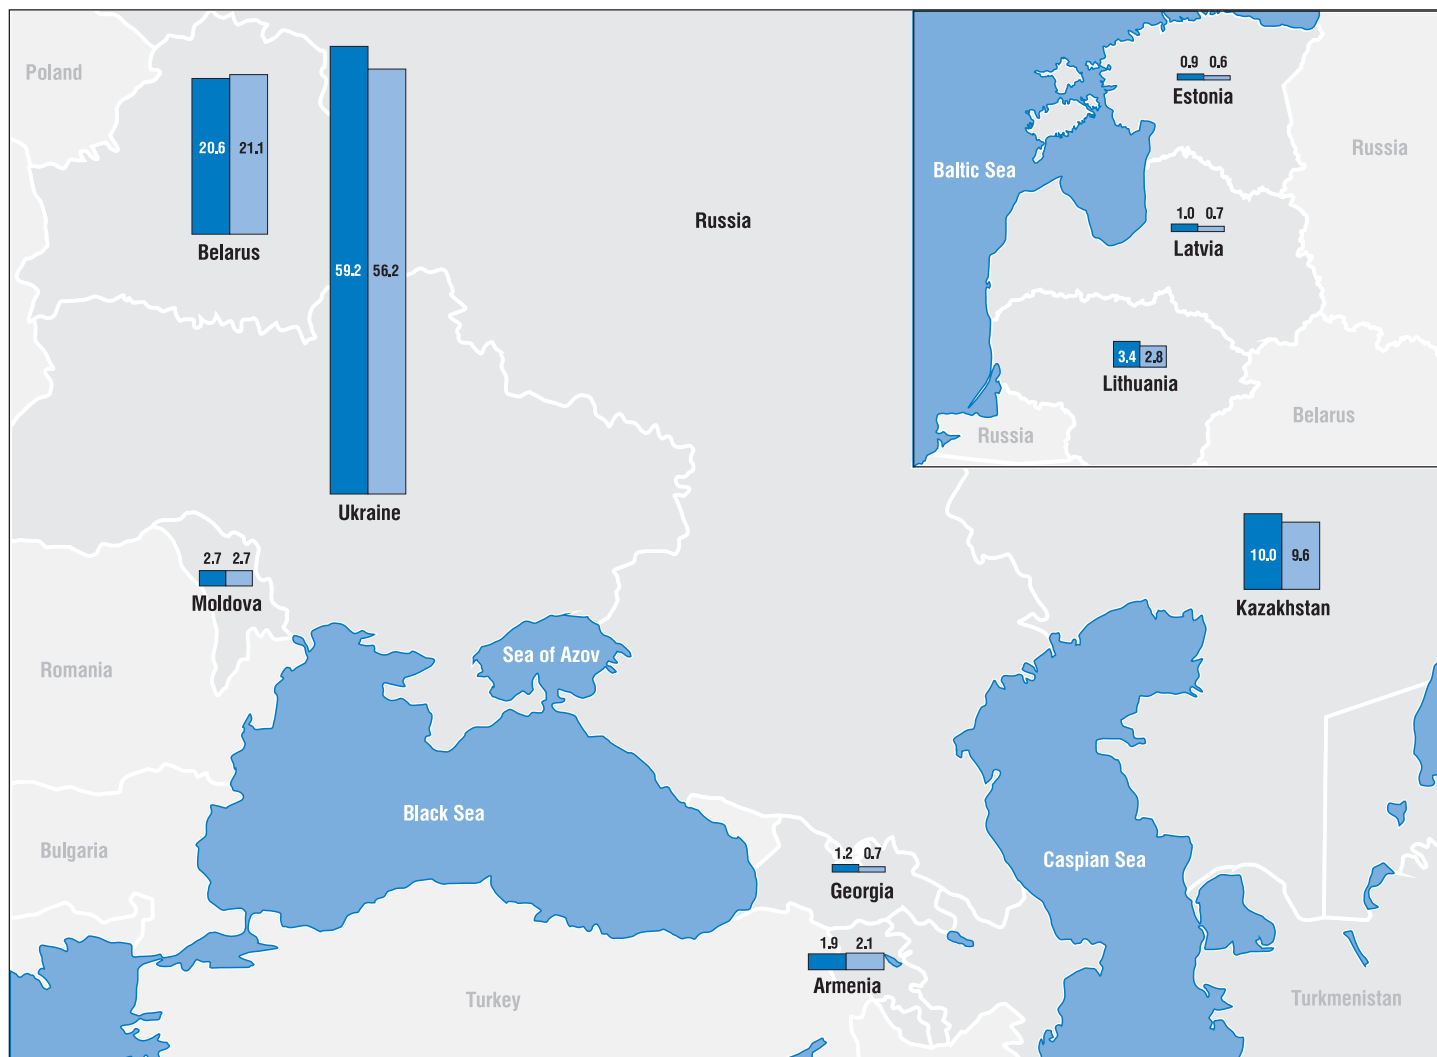 Poland
20.6 21.1
Belarus
59.2 56.2
Ukraine
Russia
0.9 0.6
Estonia
Russia
Baltic Sea
1.0 0.7
Latvia
3.4 2.8
Lithuania
Belarus
Russia
2.7 2.7
Moldova
10.0 9.6
Kazakhstan
Romania
Sea of Azov
Black Sea
Bulgaria
1.2 0.7
Georgia
Caspian Sea
1.9 2.1
Armenia
Turkey
Turkmenistan